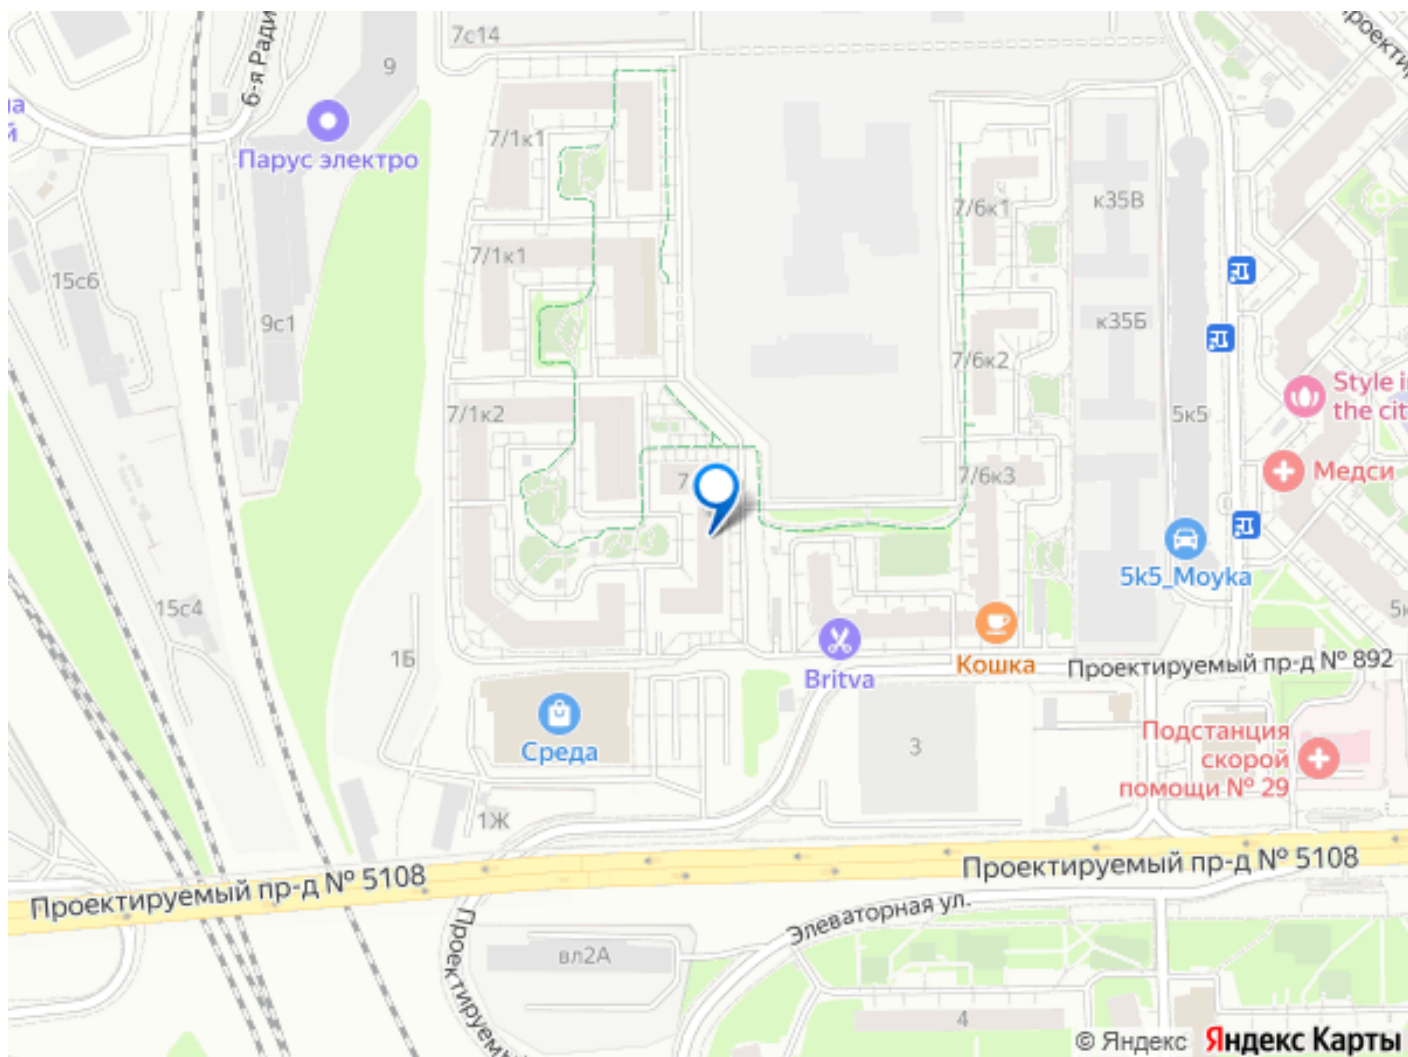 7с14
6-я Ради
9
Парус электро
7/1к1
7/6к1
к35В
15с6
7/1к1
9с1
к35Б
7/6к2
Style i
the cit
7/1к2
5к5
7/6к3
Медси
7
5k5_Moyka
15с4
1Б
Britva
Кошка
Проектируемый пр-д № 892
Среда
3
Подстанция
скорой
помощи № 29
1Ж
Проектируемый пр-д № 5108
Проектируемый пр-д № 5108
Элеваторная ул.
вл2А
4
© Яндекс Яндекс Карты